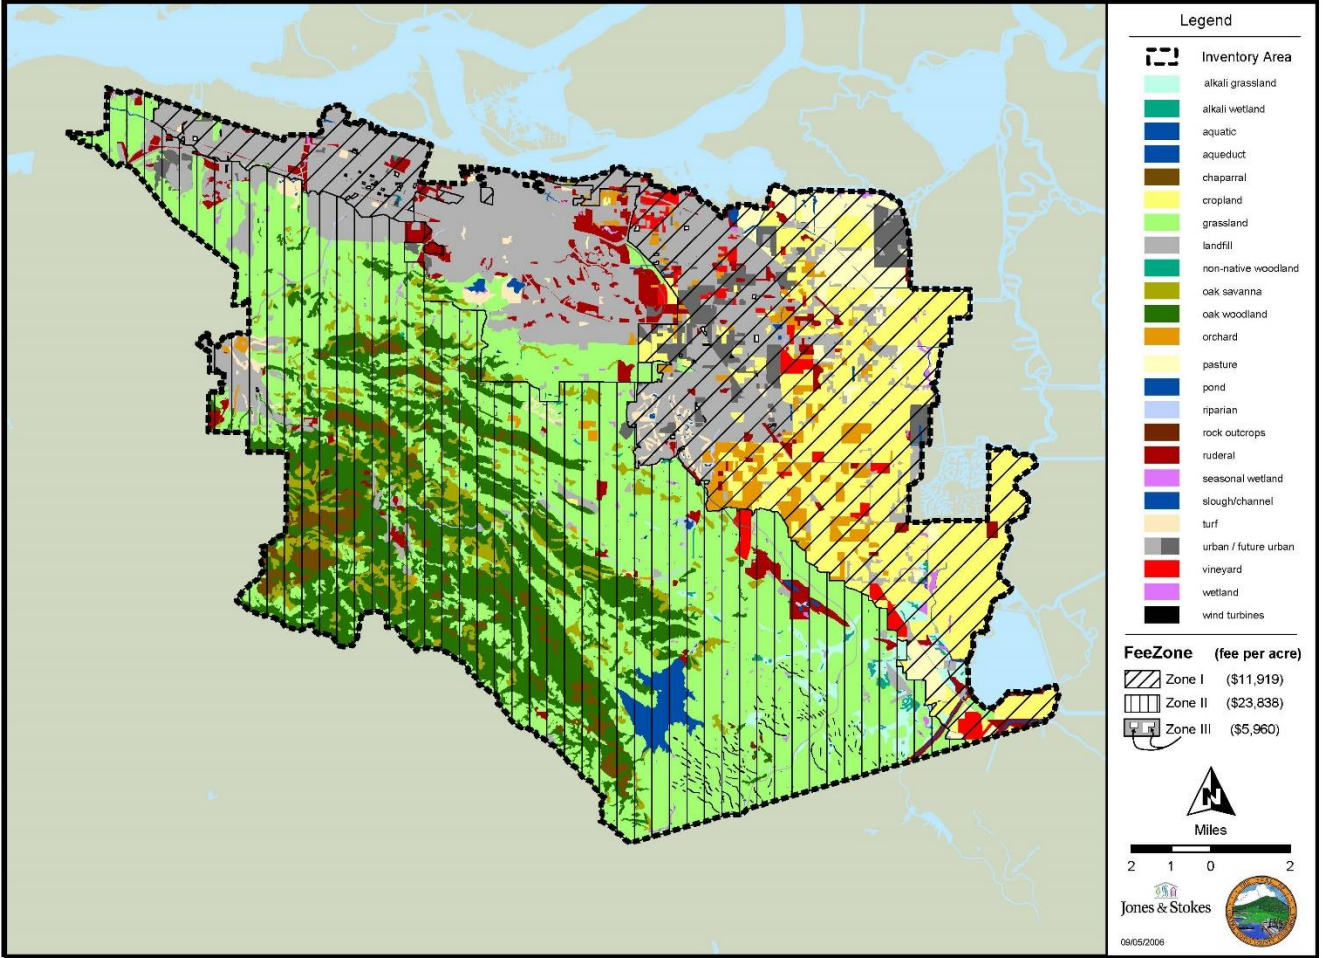 Legend
Inventory Area
alkali grassland
alkali wetland
aquatic
aqueduct
chaparral
cropland
grassland
landfill
non-native woodland
oak savanna
oak woodland
orchard
pasture
pond
riparian
rock outcrops
ruderal
seasonal wetland
slough/channel
turf
urban / future urban
vineyard
wetland
wind turbines
FeeZone (fee per acre)
Zone I ($11,919)
Zone II ($23,838)
Zone III ($5,960)
N
Miles
2 1 0 2
Jones & Stokes
09/05/2006